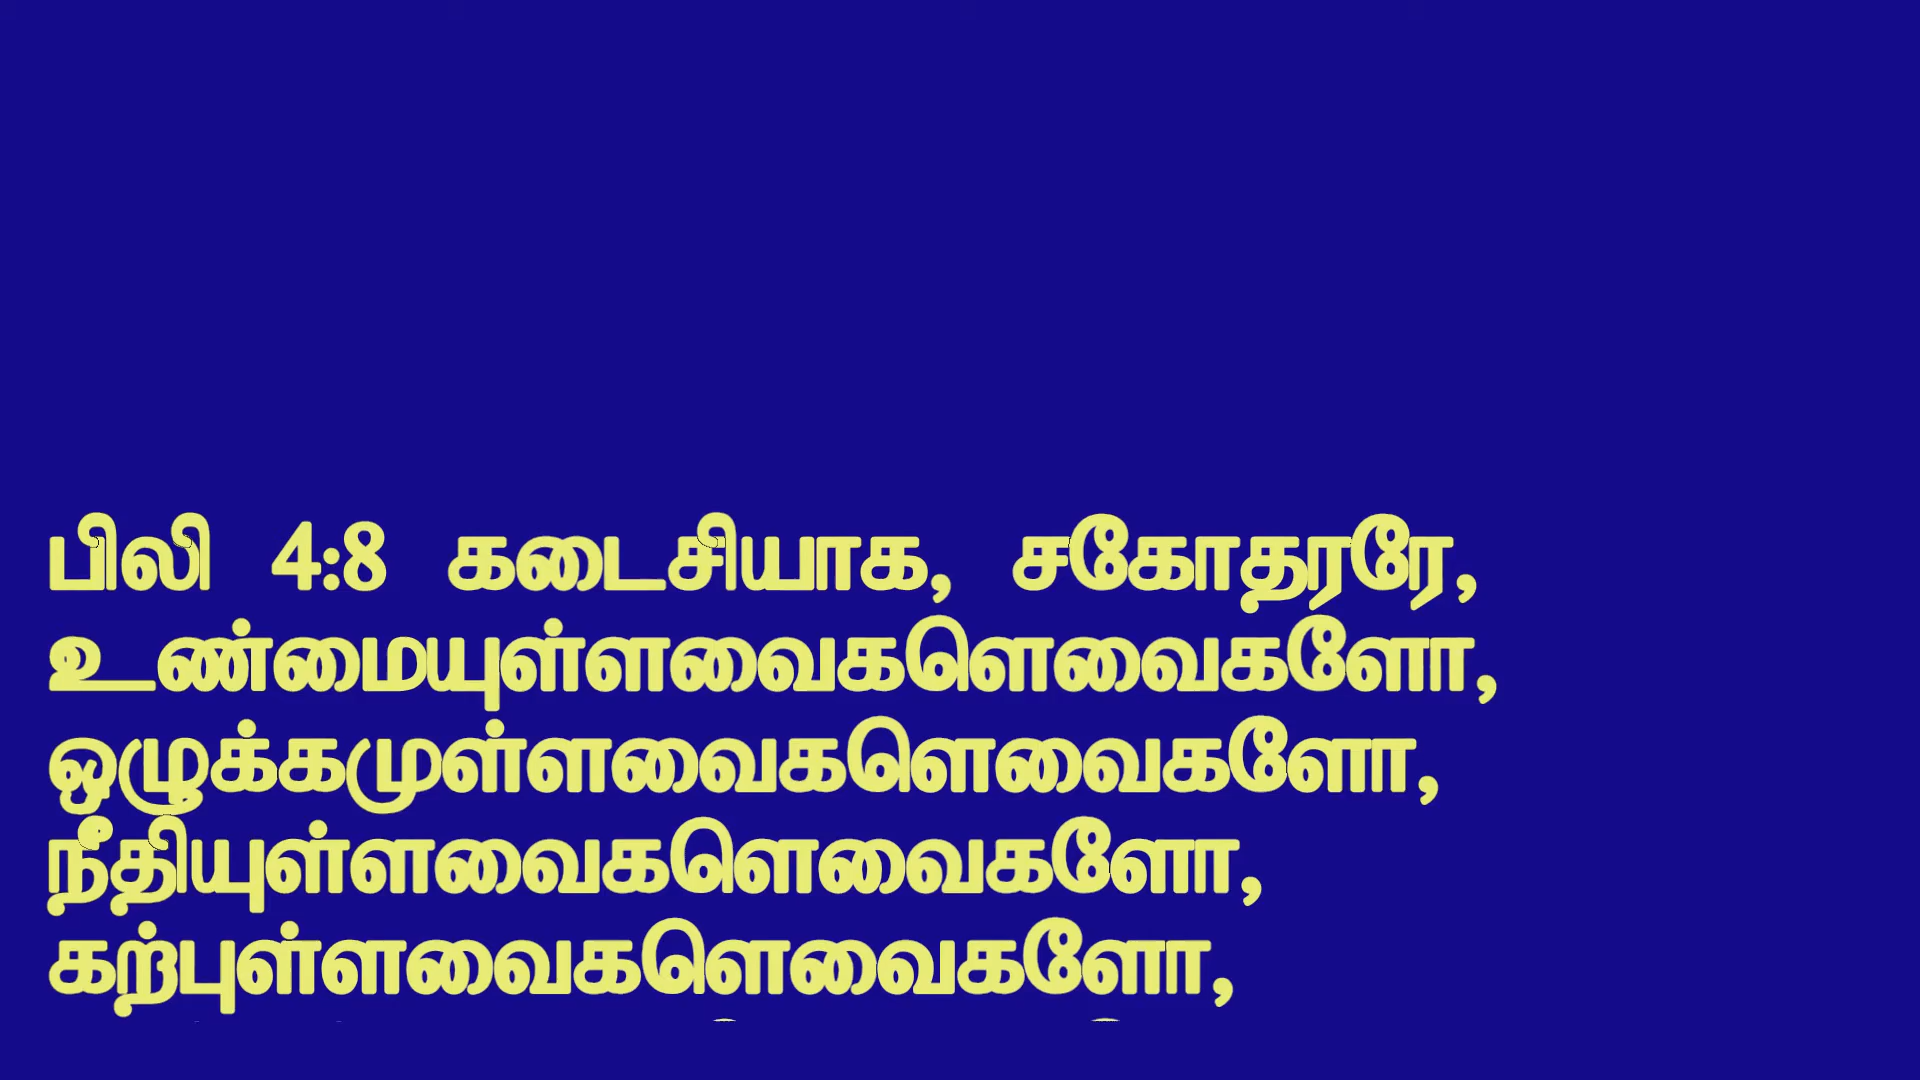 பிலி 4:8 கடைசியாக, சகோதரரே,
உண்மையுள்ளவைகளெவைகளோ,
ஒழுக்கமுள்ளவைகளெவைகளோ,
நீதியுள்ளவைகளெவைகளோ,
கற்புள்ளவைகளெவைகளோ,